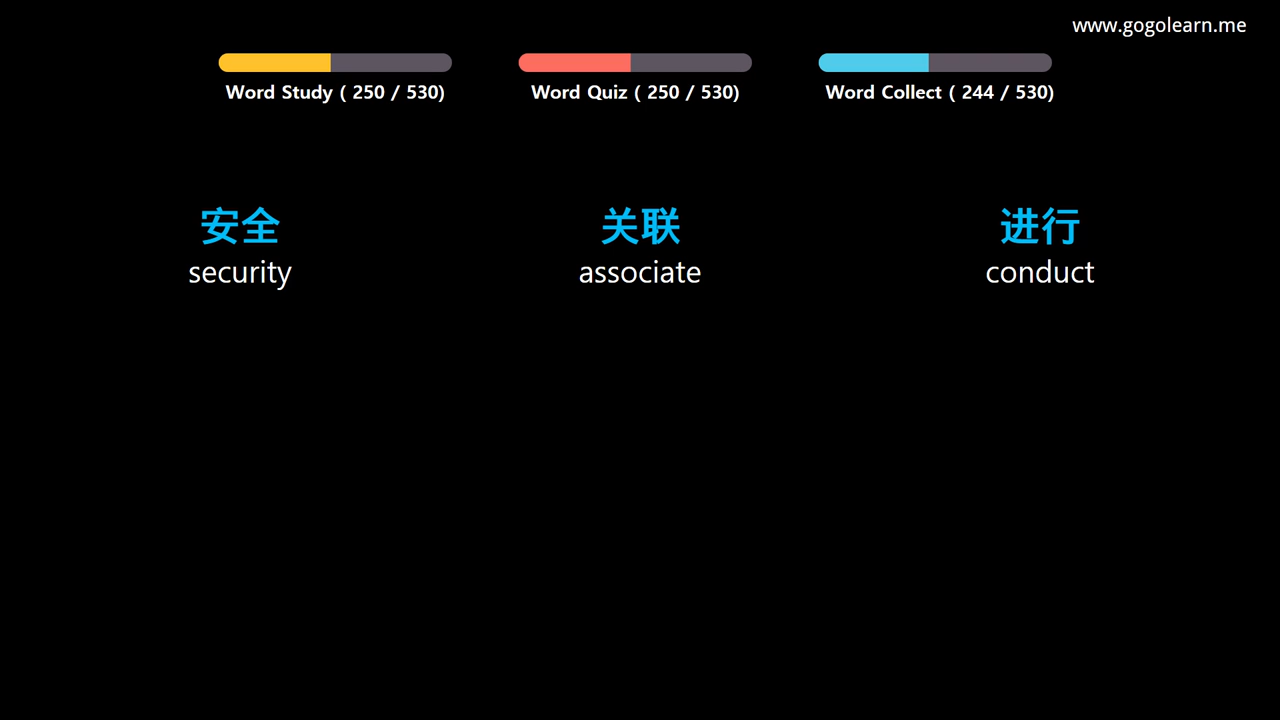 www.gogolearn.me
Word Study ( 250 / 530)
Word Quiz ( 250 / 530)
Word Collect ( 244 / 530)
安全
security
关联
associate
进行
conduct